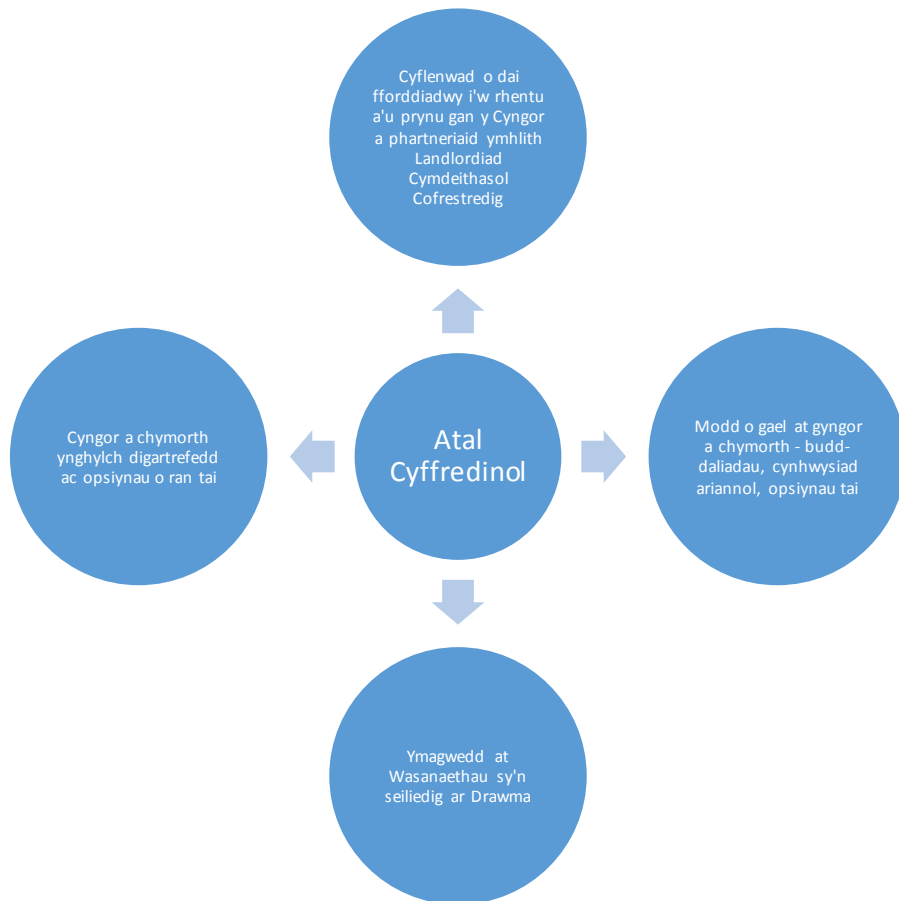 Cyflenwad o dai
fforddiadwy i'w rhentu
a'u prynu gan y Cyngor
a phartneriaid ymhlith
Landlordiad
Cymdeithasol
Cofrestredig
Cyngor a chymorth
ynghylch digartrefedd
ac opsiynau o ran tai
Atal
Cyffredinol
Modd o gael at gyngor
a chymorth - budd-
daliadau, cynhwysiad
ariannol, opsiynau tai
Ymagwedd at
Wasanaethau sy'n
seiliedig ar Drawma